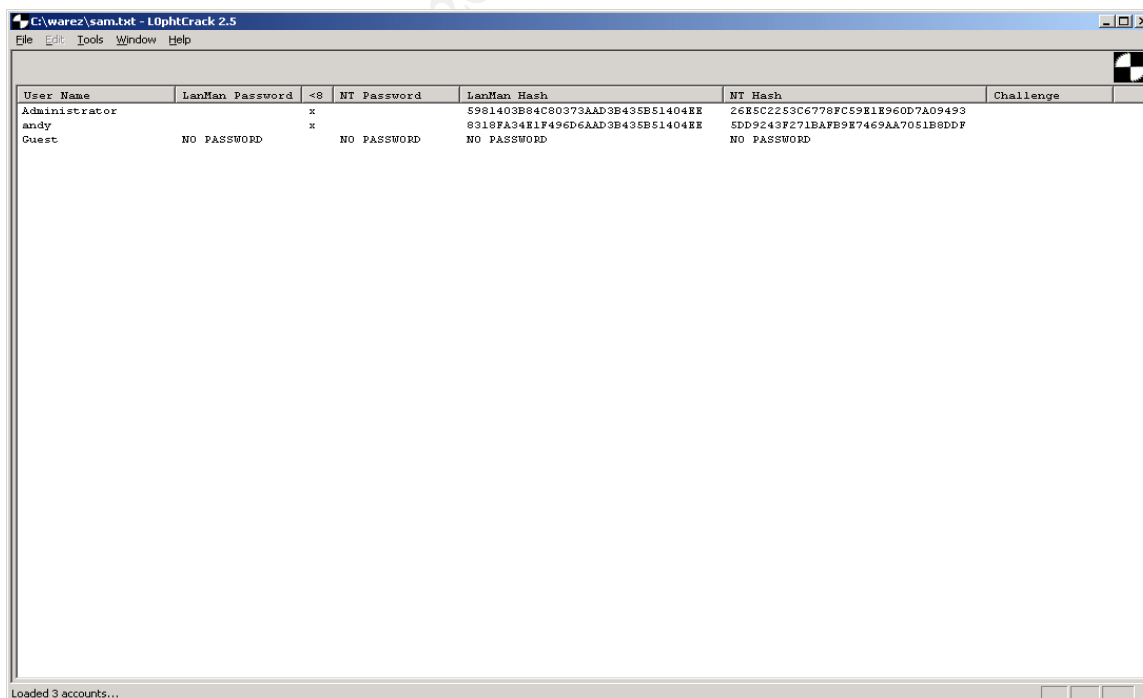 C:\warez\sam.txt - L0phtCrack 2.5
File Edit Tools Window Help
User Name LanMan Password <8 NT Password LanMan Hash NT Hash Challenge
Administrator x 5981403B84C80373AAD3B435B51404EE 26E5C2253C6778FC59E1E960D7A09493
andy x 8318FA34E1F496D6AAD3B435B51404EE 5DD9243F271BAFB9E7469AA7051B8DDF
Guest NO PASSWORD NO PASSWORD NO PASSWORD NO PASSWORD
Loaded 3 accounts...